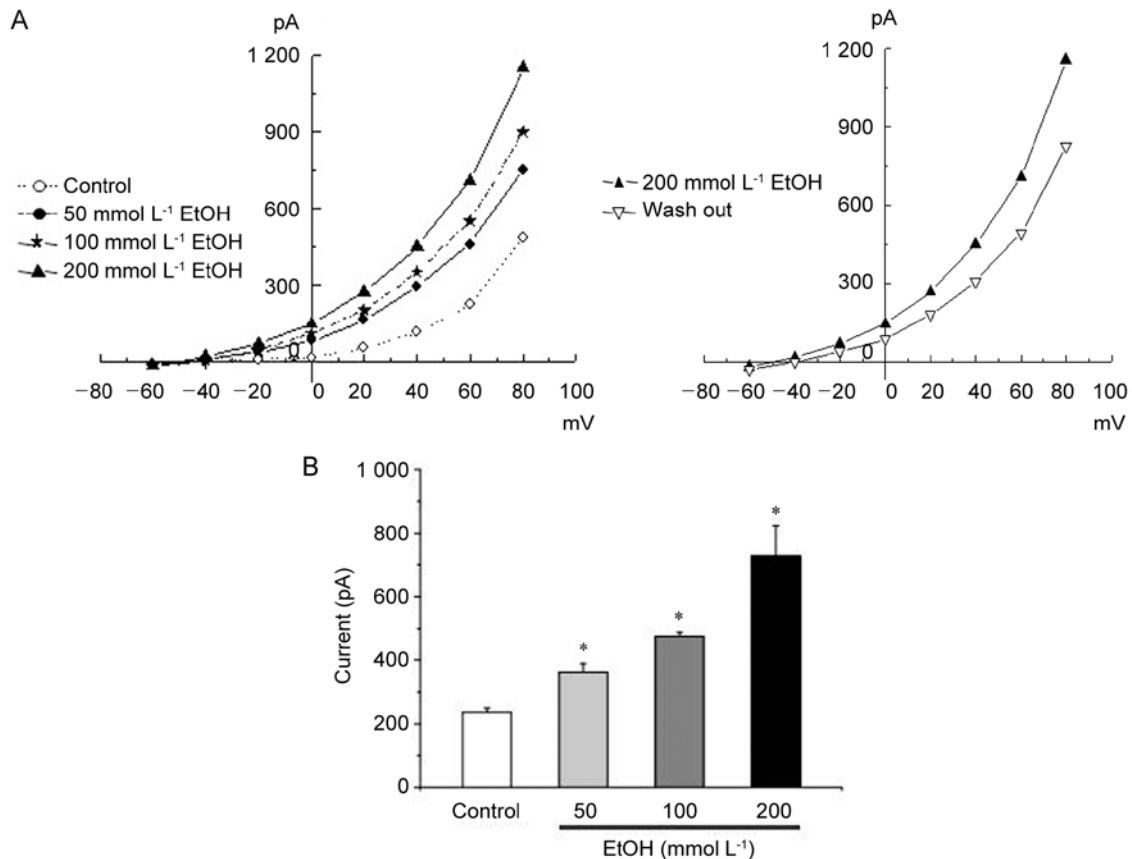 A
pA
1 200
900
600
300
0
−80 −60 −40 −20 0 20 40 60 80 100
mV
Control
50 mmol L⁻¹ EtOH
100 mmol L⁻¹ EtOH
200 mmol L⁻¹ EtOH
pA
1 200
900
600
300
0
−80 −60 −40 −20 0 20 40 60 80 100
mV
200 mmol L⁻¹ EtOH
Wash out
B
1 000
800
600
400
200
0
Current (pA)
* * *
Control 50 100 200
EtOH (mmol L⁻¹)